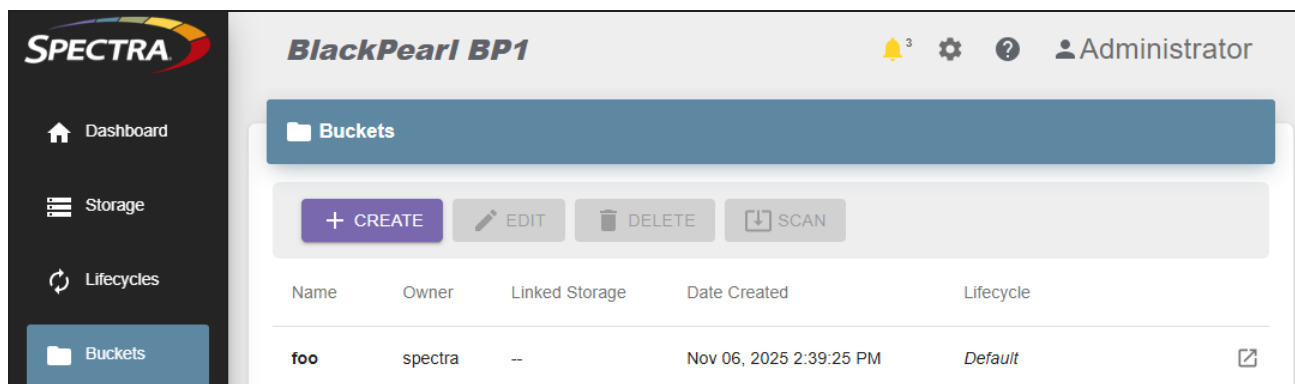 SPECTRA
BlackPearl BP1
3
Administrator
Dashboard
Storage
Lifecycles
Buckets
Buckets
CREATE
EDIT
DELETE
SCAN
Name Owner Linked Storage Date Created Lifecycle
foo spectra -- Nov 06, 2025 2:39:25 PM Default